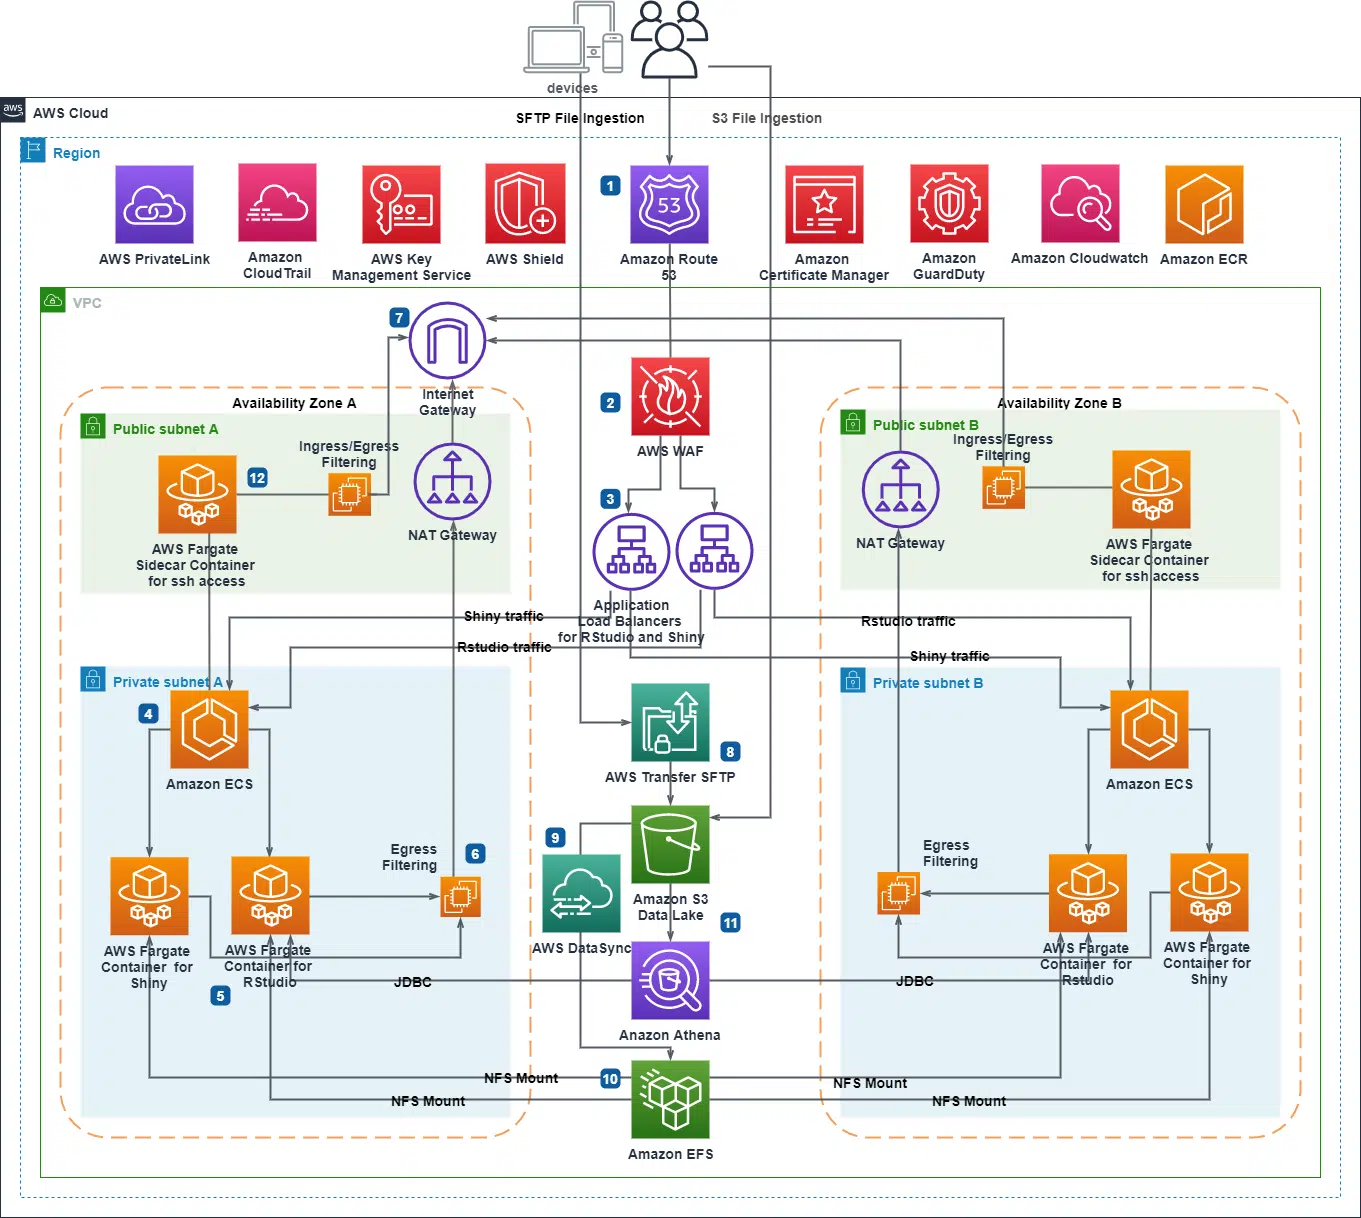 devices
SFTP File Ingestion
S3 File Ingestion
aws
AWS Cloud
Region
1
53
AWS PrivateLink
Amazon
CloudTrail
AWS Key
Management Service
AWS Shield
Amazon Route
53
Amazon
Certificate Manager
Amazon
GuardDuty
Amazon Cloudwatch
Amazon ECR
VPC
7
Internet
Gateway
2
AWS WAF
Availability Zone A
Availability Zone B
Public subnet A
Public subnet B
Ingress/Egress
Filtering
Ingress/Egress
Filtering
12
3
NAT Gateway
NAT Gateway
AWS Fargate
Sidecar Container
for ssh access
AWS Fargate
Sidecar Container
for ssh access
Application
Load Balancers
for RStudio and Shiny
Shiny traffic
Rstudio traffic
Rstudio traffic
Shiny traffic
Private subnet A
Private subnet B
4
Amazon ECS
Amazon ECS
8
AWS Transfer SFTP
9
Egress
Filtering
6
Egress
Filtering
Amazon S3
Data Lake
11
AWS DataSync
AWS Fargate
Container for
Shiny
AWS Fargate
Container for
RStudio
AWS Fargate
Container for
Rstudio
AWS Fargate
Container for
Shiny
5
JDBC
JDBC
Anazon Athena
NFS Mount
10
NFS Mount
NFS Mount
NFS Mount
Amazon EFS